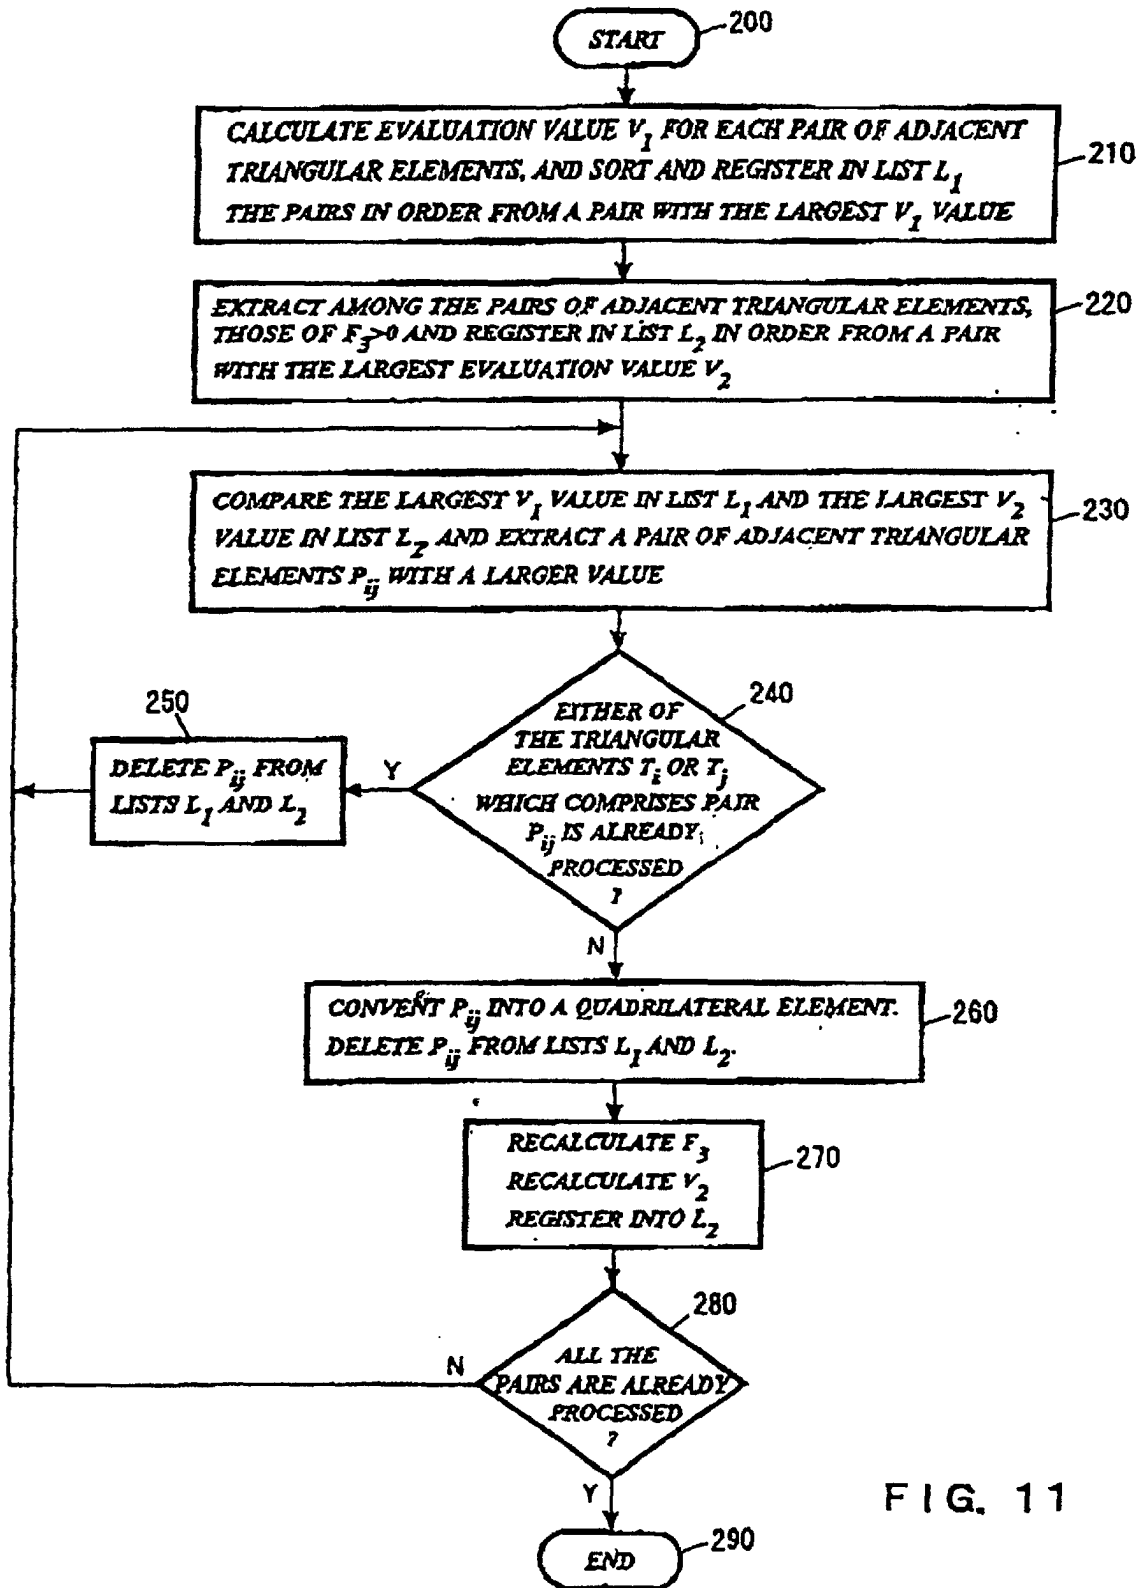 START
200
CALCULATE EVALUATION VALUE V1 FOR EACH PAIR OF ADJACENT
TRIANGULAR ELEMENTS, AND SORT AND REGISTER IN LIST L1
THE PAIRS IN ORDER FROM A PAIR WITH THE LARGEST V1 VALUE
210
EXTRACT AMONG THE PAIRS OF ADJACENT TRIANGULAR ELEMENTS,
THOSE OF F3>0 AND REGISTER IN LIST L2 IN ORDER FROM A PAIR
WITH THE LARGEST EVALUATION VALUE V2
220
COMPARE THE LARGEST V1 VALUE IN LIST L1 AND THE LARGEST V2
VALUE IN LIST L2 AND EXTRACT A PAIR OF ADJACENT TRIANGULAR
ELEMENTS Pij WITH A LARGER VALUE
230
EITHER OF
THE TRIANGULAR
ELEMENTS Ti OR Tj
WHICH COMPRISES PAIR
Pij IS ALREADY
PROCESSED
?
240
Y
DELETE Pij FROM
LISTS L1 AND L2
250
N
CONVENT Pij INTO A QUADRILATERAL ELEMENT.
DELETE Pij FROM LISTS L1 AND L2.
260
RECALCULATE F3
RECALCULATE V2
REGISTER INTO L2
270
ALL THE
PAIRS ARE ALREADY
PROCESSED
?
280
N
Y
END
290
FIG. 11